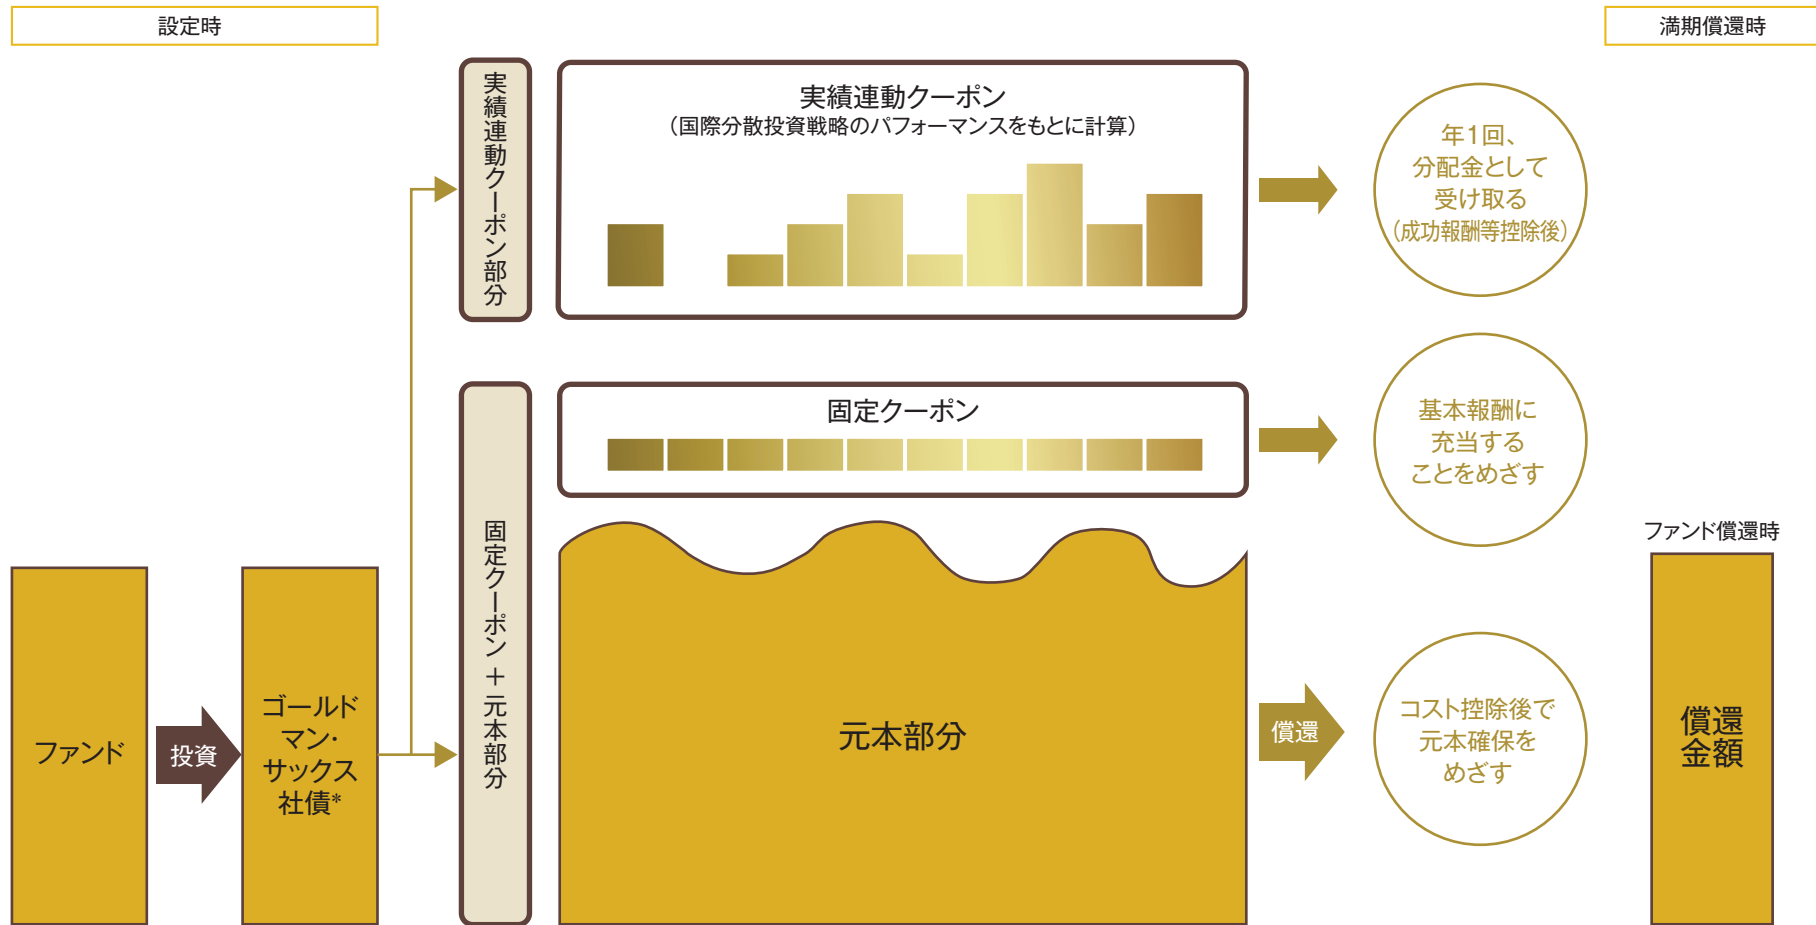 設定時
満期償還時
実績連動クーポン部分
実績連動クーポン
（国際分散投資戦略のパフォーマンスをもとに計算）
年1回、
分配金として
受け取る
（成功報酬等控除後）
固定クーポン＋元本部分
固定クーポン
基本報酬に
充当する
ことをめざす
ファンド
投資
ゴールド
マン・
サックス
社債*
元本部分
償還
コスト控除後で
元本確保を
めざす
ファンド償還時
償還
金額